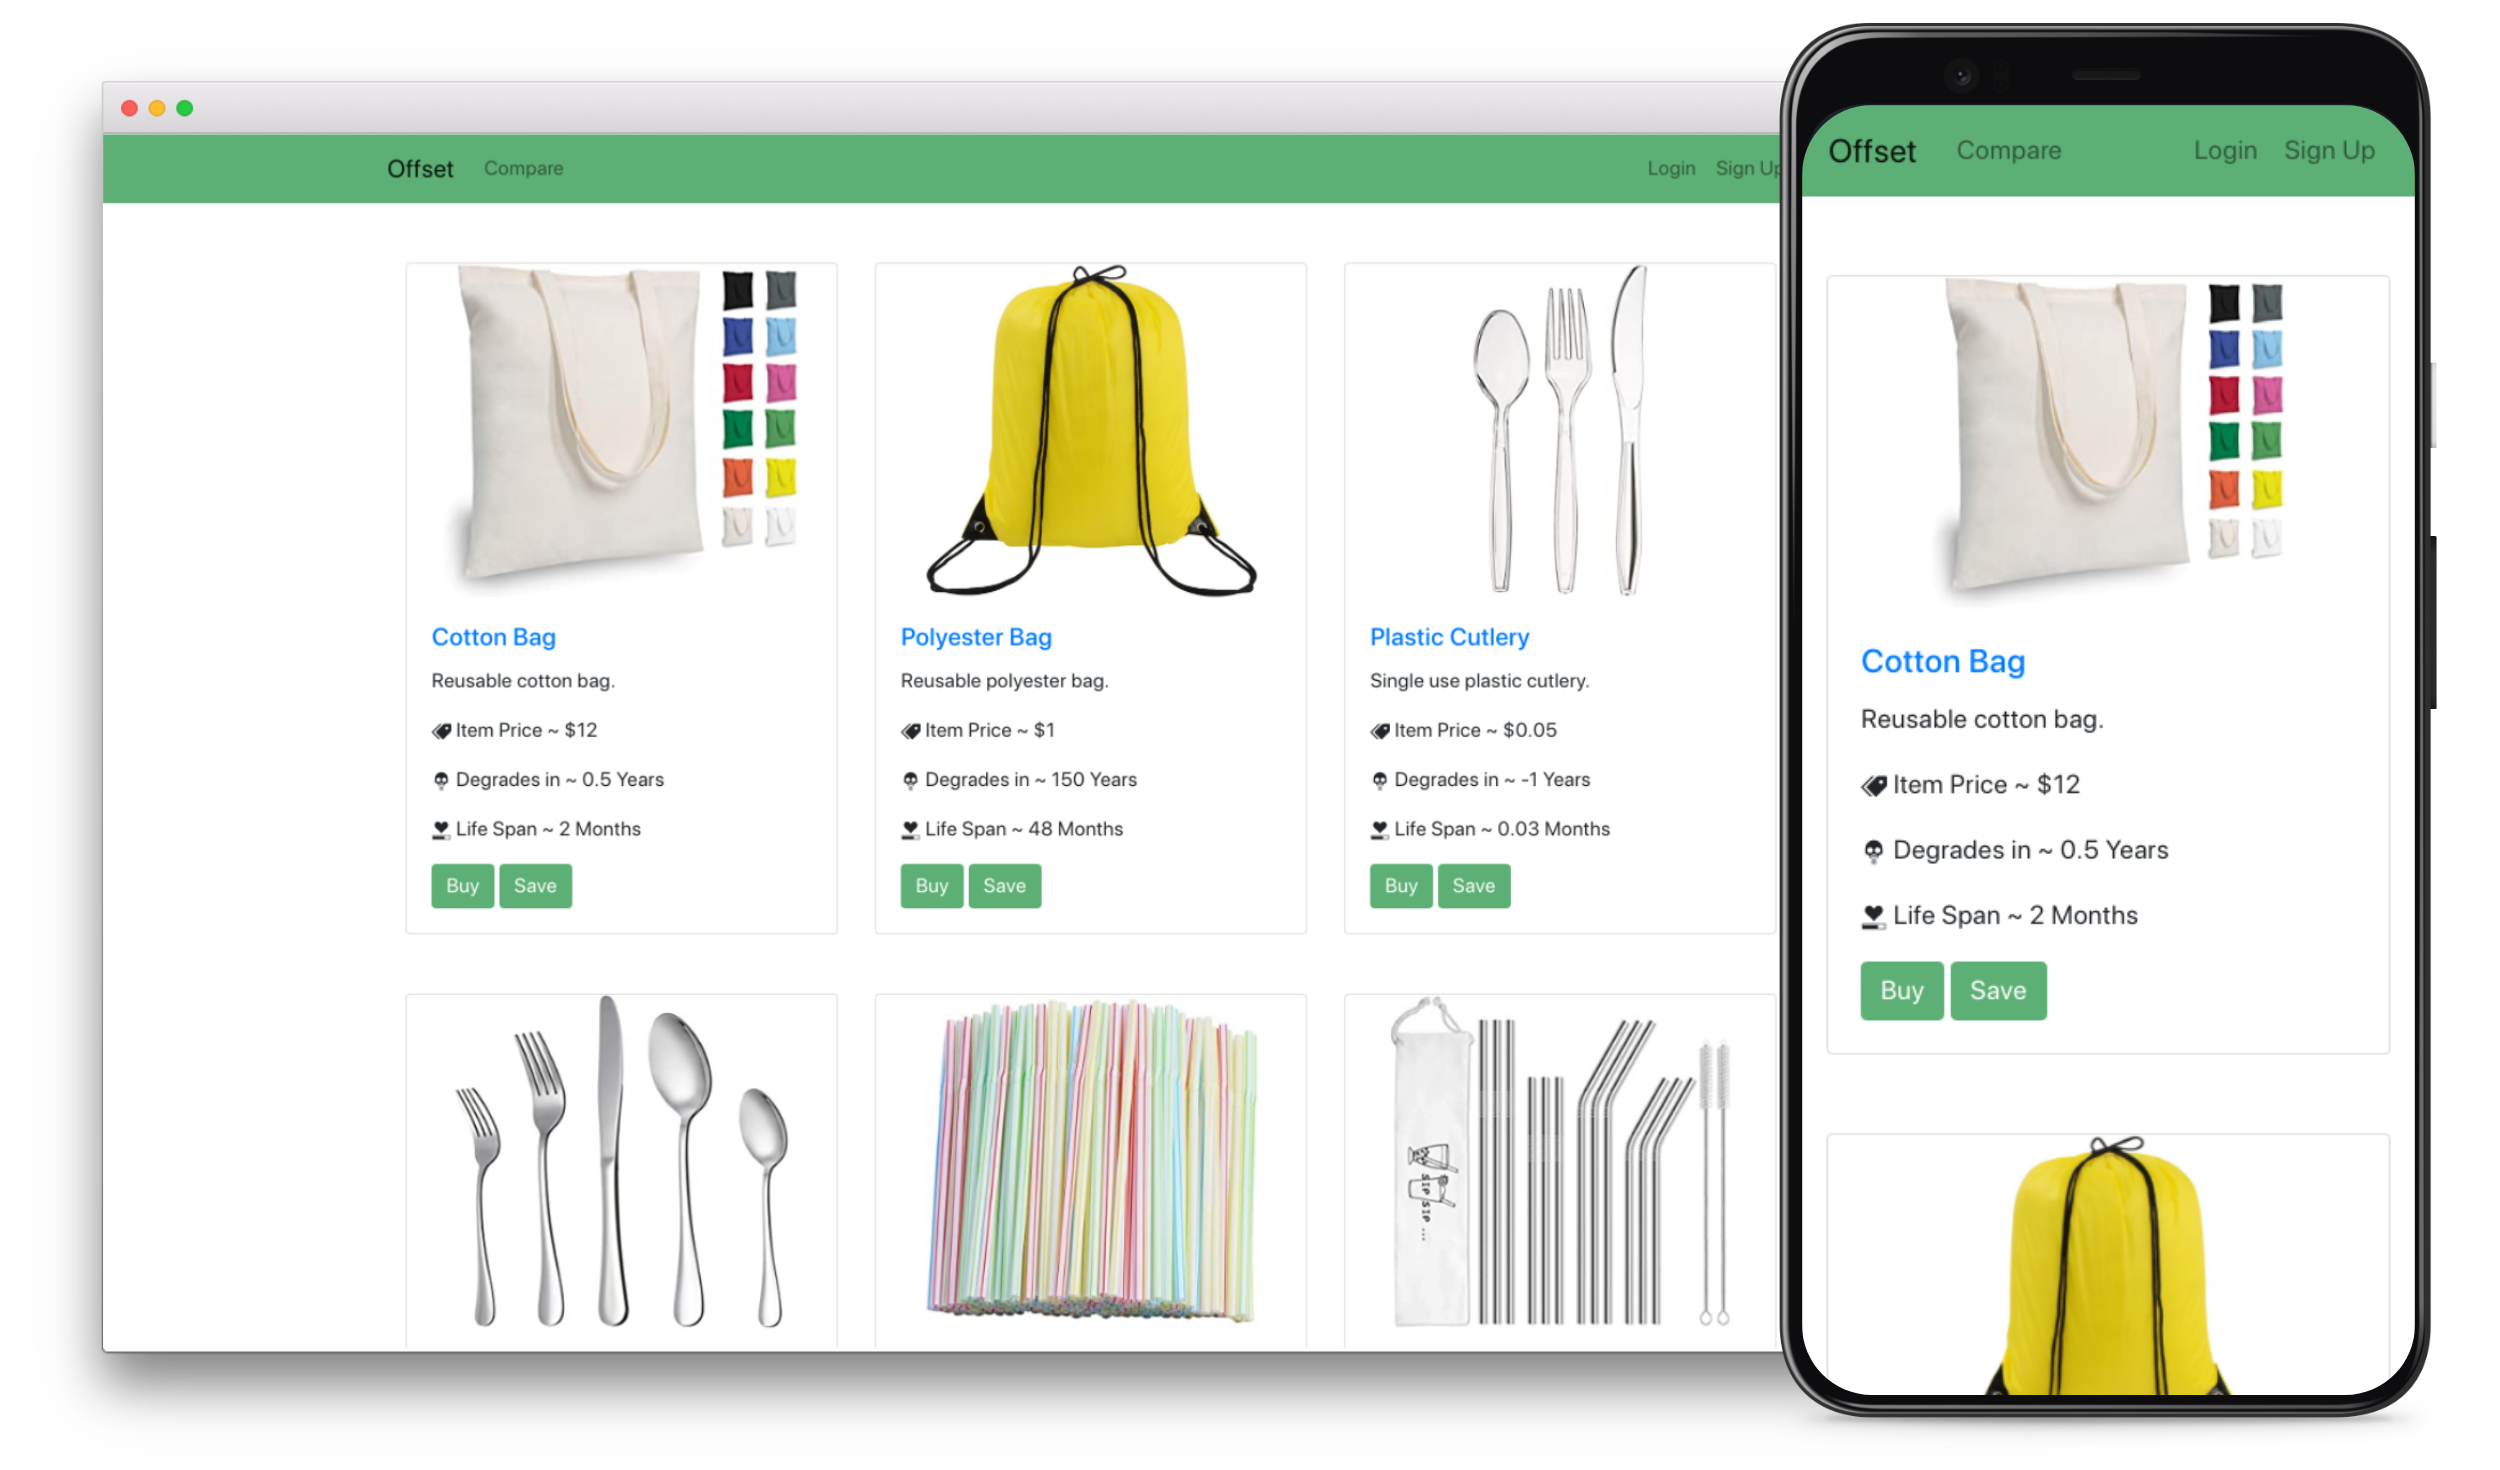 Offset Compare Login Sign Up
Cotton Bag
Reusable cotton bag.
Item Price ~ $12
Degrades in ~ 0.5 Years
Life Span ~ 2 Months
Buy Save
Polyester Bag
Reusable polyester bag.
Item Price ~ $1
Degrades in ~ 150 Years
Life Span ~ 48 Months
Buy Save
Plastic Cutlery
Single use plastic cutlery.
Item Price ~ $0.05
Degrades in ~ -1 Years
Life Span ~ 0.03 Months
Buy Save
SIP SIP ...
Offset Compare Login Sign Up
Cotton Bag
Reusable cotton bag.
Item Price ~ $12
Degrades in ~ 0.5 Years
Life Span ~ 2 Months
Buy Save